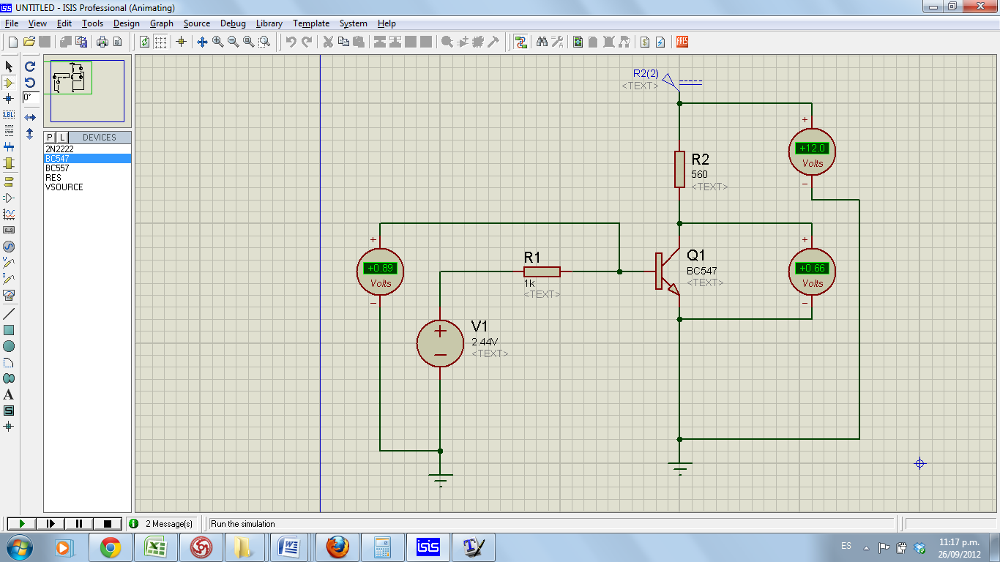 UNTITLED - ISIS Professional (Animating)
File View Edit Tools Design Graph Source Debug Library Template System Help
0°
LBL
A
S
P L DEVICES
2N2222
BC547
BC557
RES
VSOURCE
R2(2)
<TEXT>
+
+12.0
Volts
R2
560
<TEXT>
+
+0.89
Volts
R1
1k
<TEXT>
Q1
BC547
<TEXT>
+
+0.66
Volts
V1
2.44V
<TEXT>
2 Message(s)
Run the simulation
isis
ES
11:17 p.m.
26/09/2012